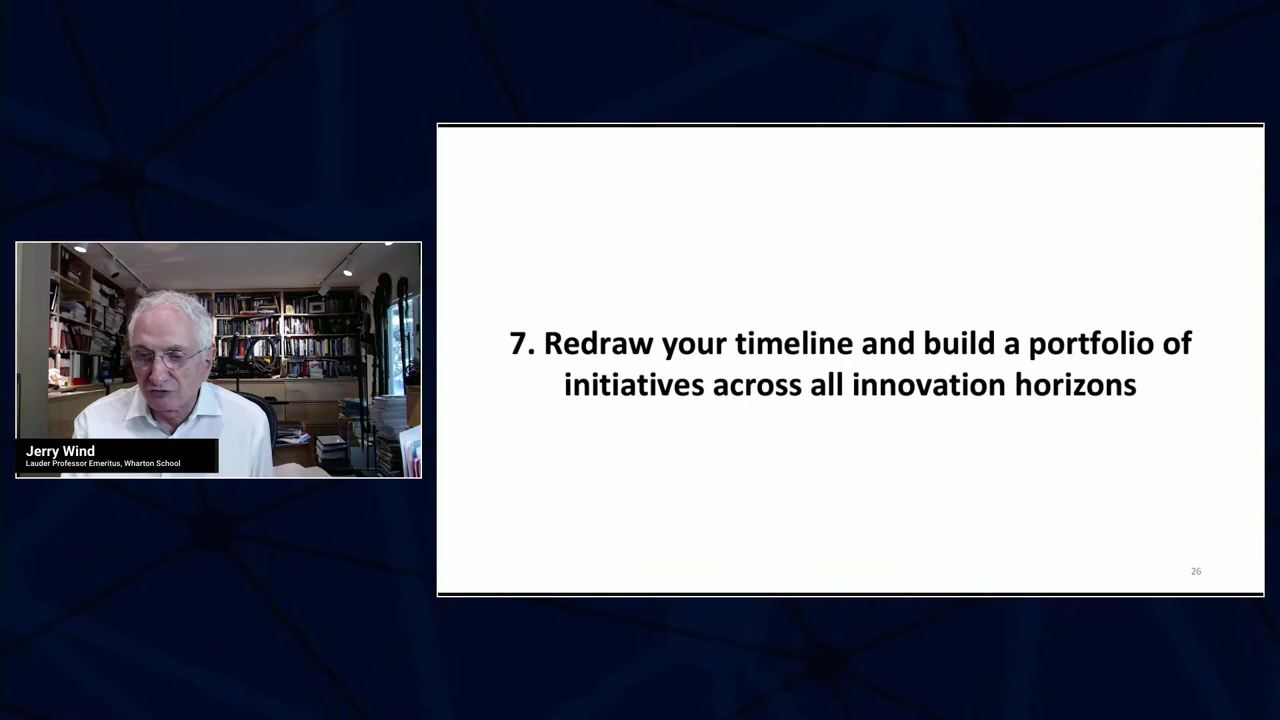 Jerry Wind
Lauder Professor Emeritus, Wharton School
7. Redraw your timeline and build a portfolio of
initiatives across all innovation horizons
26